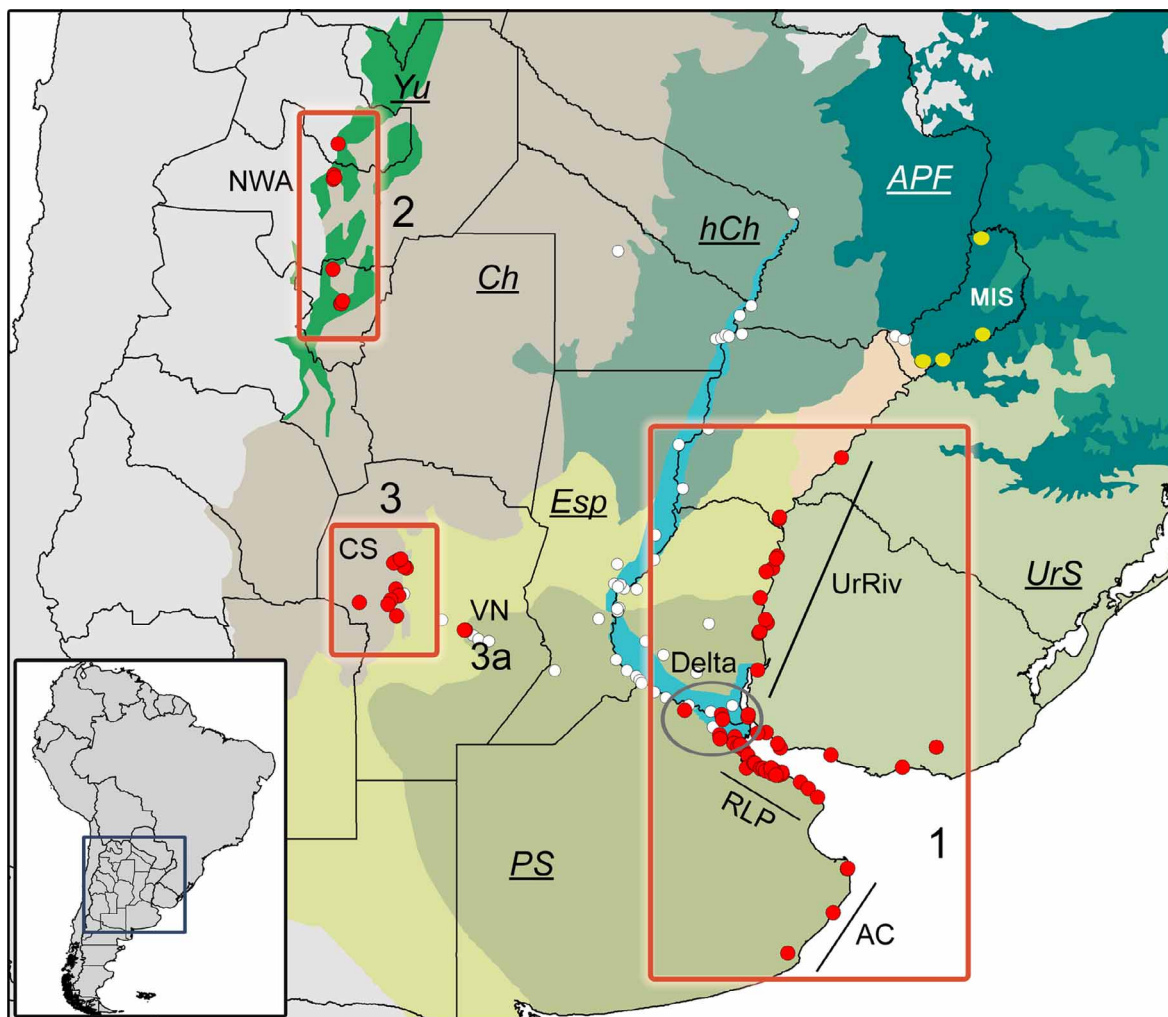 Yu
NWA
2
APF
hCh
Ch
MIS
3
Esp
CS
UrRiv
UrS
VN
3a
Delta
RLP
1
PS
AC